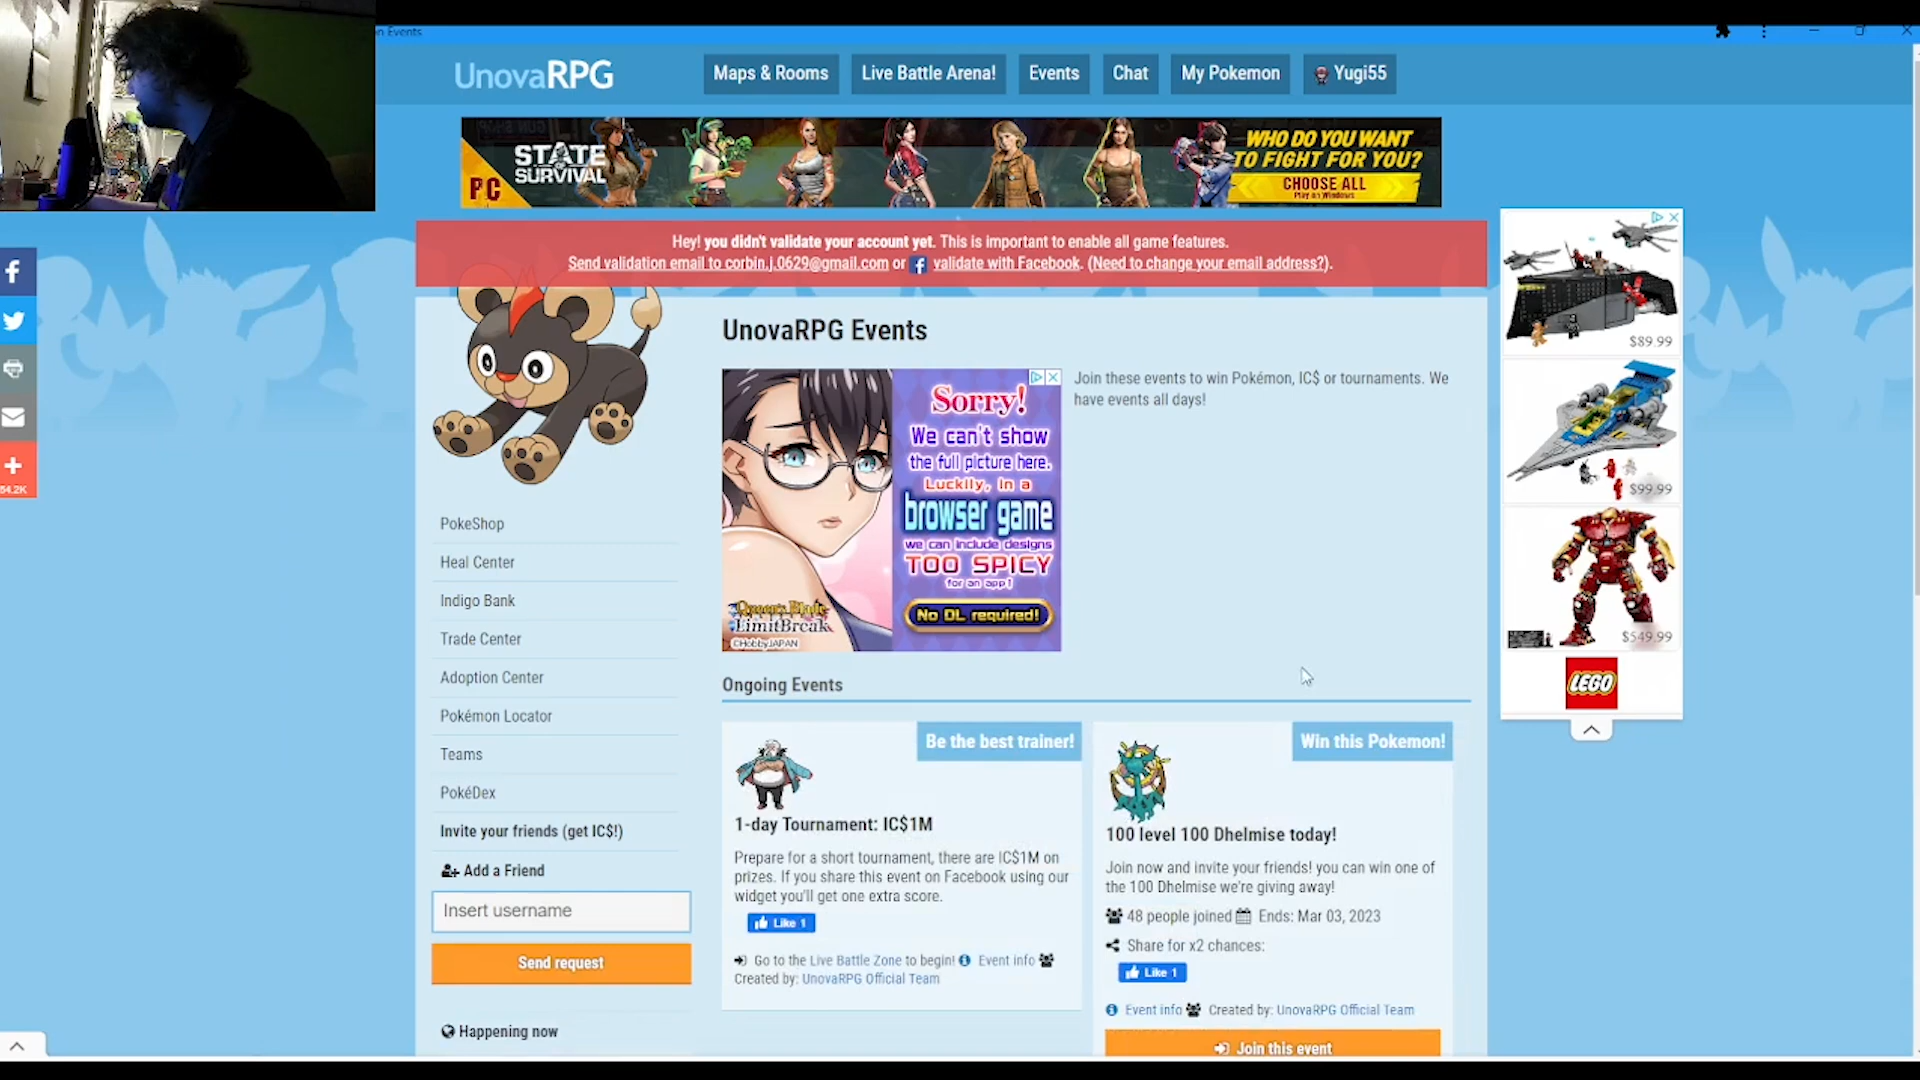 n Events
UnovaRPG
Maps & Rooms
Live Battle Arena!
Events
Chat
My Pokemon
Yugi55
STATE
SURVIVAL
PC
WHO DO YOU WANT
TO FIGHT FOR YOU?
CHOOSE ALL
Play on Windows
Hey! you didn't validate your account yet. This is important to enable all game features.
Send validation email to corbin.j.0629@gmail.com or validate with Facebook. (Need to change your email address?).
54.2K
PokeShop
Heal Center
Indigo Bank
Trade Center
Adoption Center
Pokémon Locator
Teams
PokéDex
Invite your friends (get IC$!)
Add a Friend
Insert username
Send request
Happening now
UnovaRPG Events
Sorry!
We can't show
the full picture here.
Luckily, in a
browser game
we can include designs
TOO SPICY
for an app!
No DL required!
Queen's Blade
LimitBreak
©HobbyJAPAN
Join these events to win Pokémon, IC$ or tournaments. We
have events all days!
Ongoing Events
Be the best trainer!
1-day Tournament: IC$1M
Prepare for a short tournament, there are IC$1M on
prizes. If you share this event on Facebook using our
widget you'll get one extra score.
Like 1
Go to the Live Battle Zone to begin! Event info
Created by: UnovaRPG Official Team
Win this Pokemon!
100 level 100 Dhelmise today!
Join now and invite your friends! you can win one of
the 100 Dhelmise we're giving away!
48 people joined Ends: Mar 03, 2023
Share for x2 chances:
Like 1
Event info Created by: UnovaRPG Official Team
Join this event
$89.99
$99.99
$549.99
LEGO